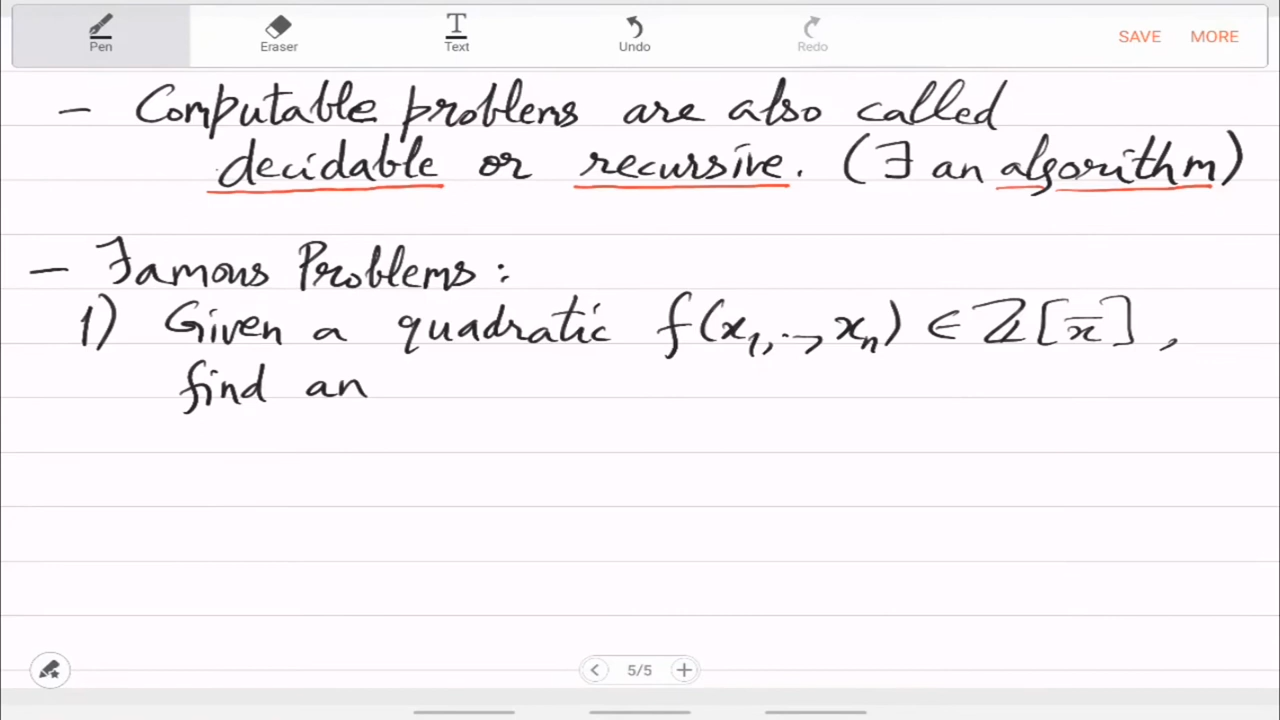 Pen Eraser Text Undo Redo SAVE MORE
- Computable problems are also called
decidable or recursive. (∃ an algorithm)
- Famous Problems:
1) Given a quadratic f(x₁,..,xₙ) ∈ ℤ[x̄],
find an
5/5